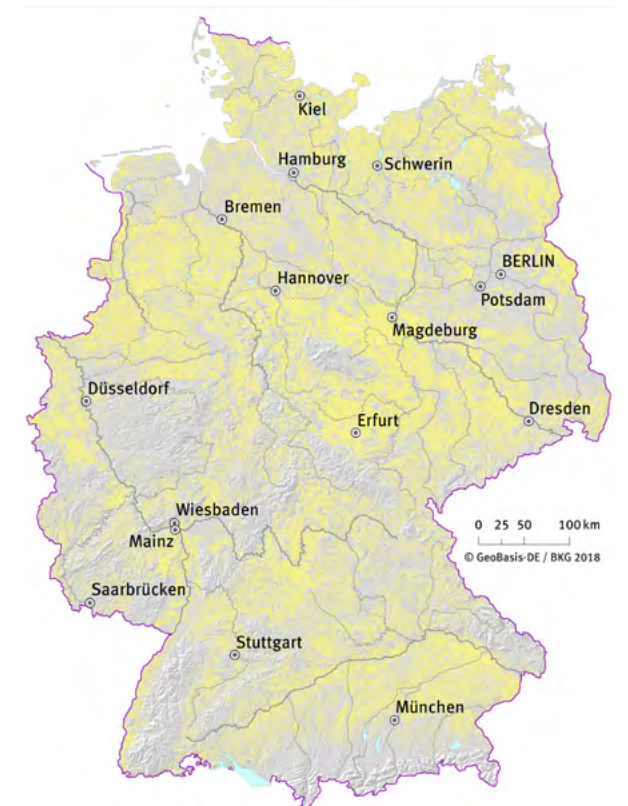 Kiel
Hamburg
Schwerin
Bremen
BERLIN
Hannover
Potsdam
Magdeburg
Düsseldorf
Erfurt
Dresden
Wiesbaden
Mainz
0 25 50 100 km
© GeoBasis-DE / BKG 2018
Saarbrücken
Stuttgart
München